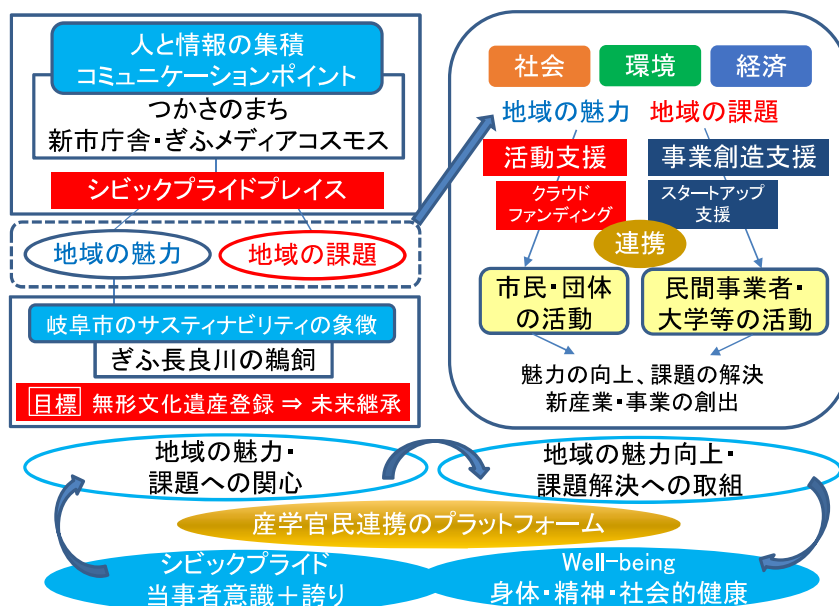 人と情報の集積
コミュニケーションポイント
つかさのまち
新市庁舎・ぎふメディアコスモス
シビックプライドプレイス
地域の魅力
地域の課題
岐阜市のサスティナビリティの象徴
ぎふ長良川の鵜飼
目標 無形文化遺産登録 ⇒ 未来継承
社会
環境
経済
地域の魅力
地域の課題
活動支援
事業創造支援
クラウド
ファンディング
スタートアップ
支援
連携
市民・団体
の活動
民間事業者・
大学等の活動
魅力の向上、課題の解決
新産業・事業の創出
地域の魅力・
課題への関心
地域の魅力向上・
課題解決への取組
産学官民連携のプラットフォーム
シビックプライド
当事者意識＋誇り
Well-being
身体・精神・社会的健康